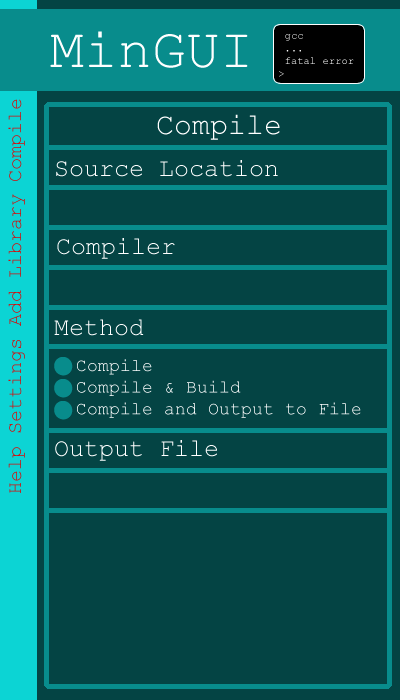 MinGUI
gcc
...
fatal error
>
Help Settings Add Library Compile
Compile
Source Location
Compiler
Method
Compile
Compile & Build
Compile and Output to File
Output File